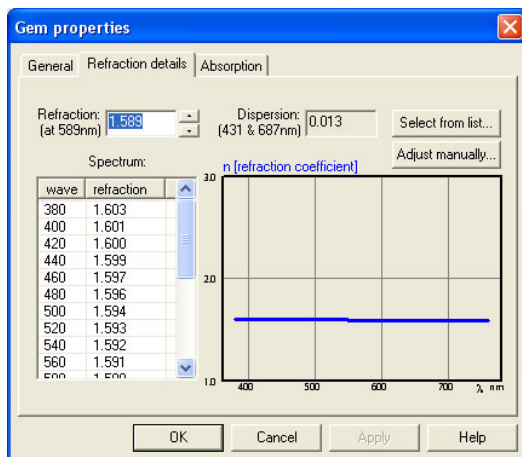 Gem properties
General Refraction details Absorption
Refraction: 1.589 Dispersion: 0.013 Select from list...
(at 589nm) (431 & 687nm)
Adjust manually...
Spectrum: n [refraction coefficient]
wave refraction
380 1.603
400 1.601
420 1.600
440 1.599
460 1.597
480 1.596
500 1.594
520 1.593
540 1.592
560 1.591
3.0
2.0
1.0
400 500 600 700 λ, nm
OK Cancel Apply Help